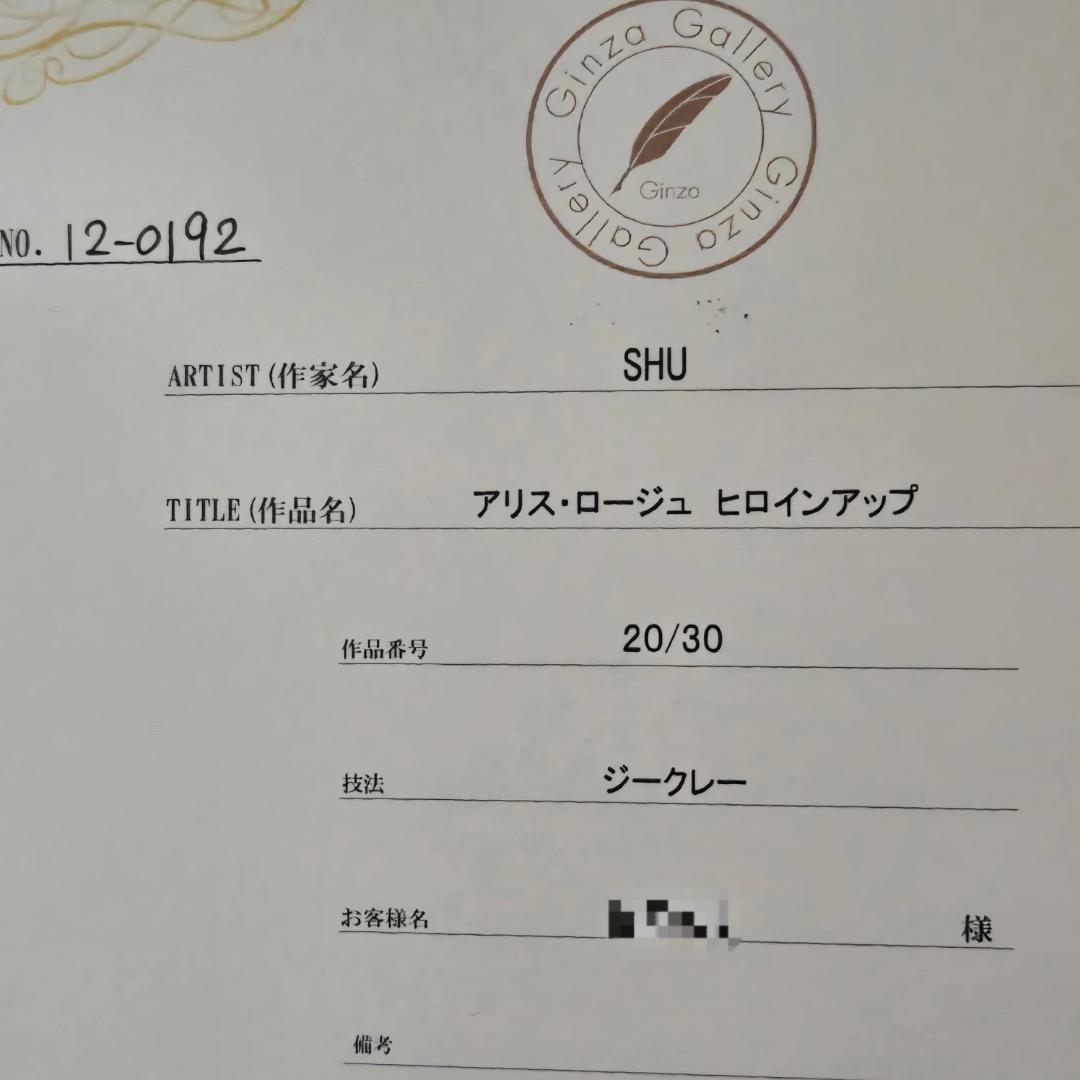 Ginza Gallery Ginza Gallery
Ginza
NO. 12-0192
ARTIST(作家名) SHU
TITLE(作品名) アリス・ロージュ ヒロインアップ
作品番号 20/30
技法 ジークレー
お客様名 様
備考